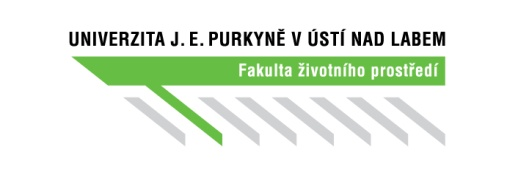 UNIVERZITA J. E. PURKYNĚ V ÚSTÍ NAD LABEM
Fakulta životního prostředí